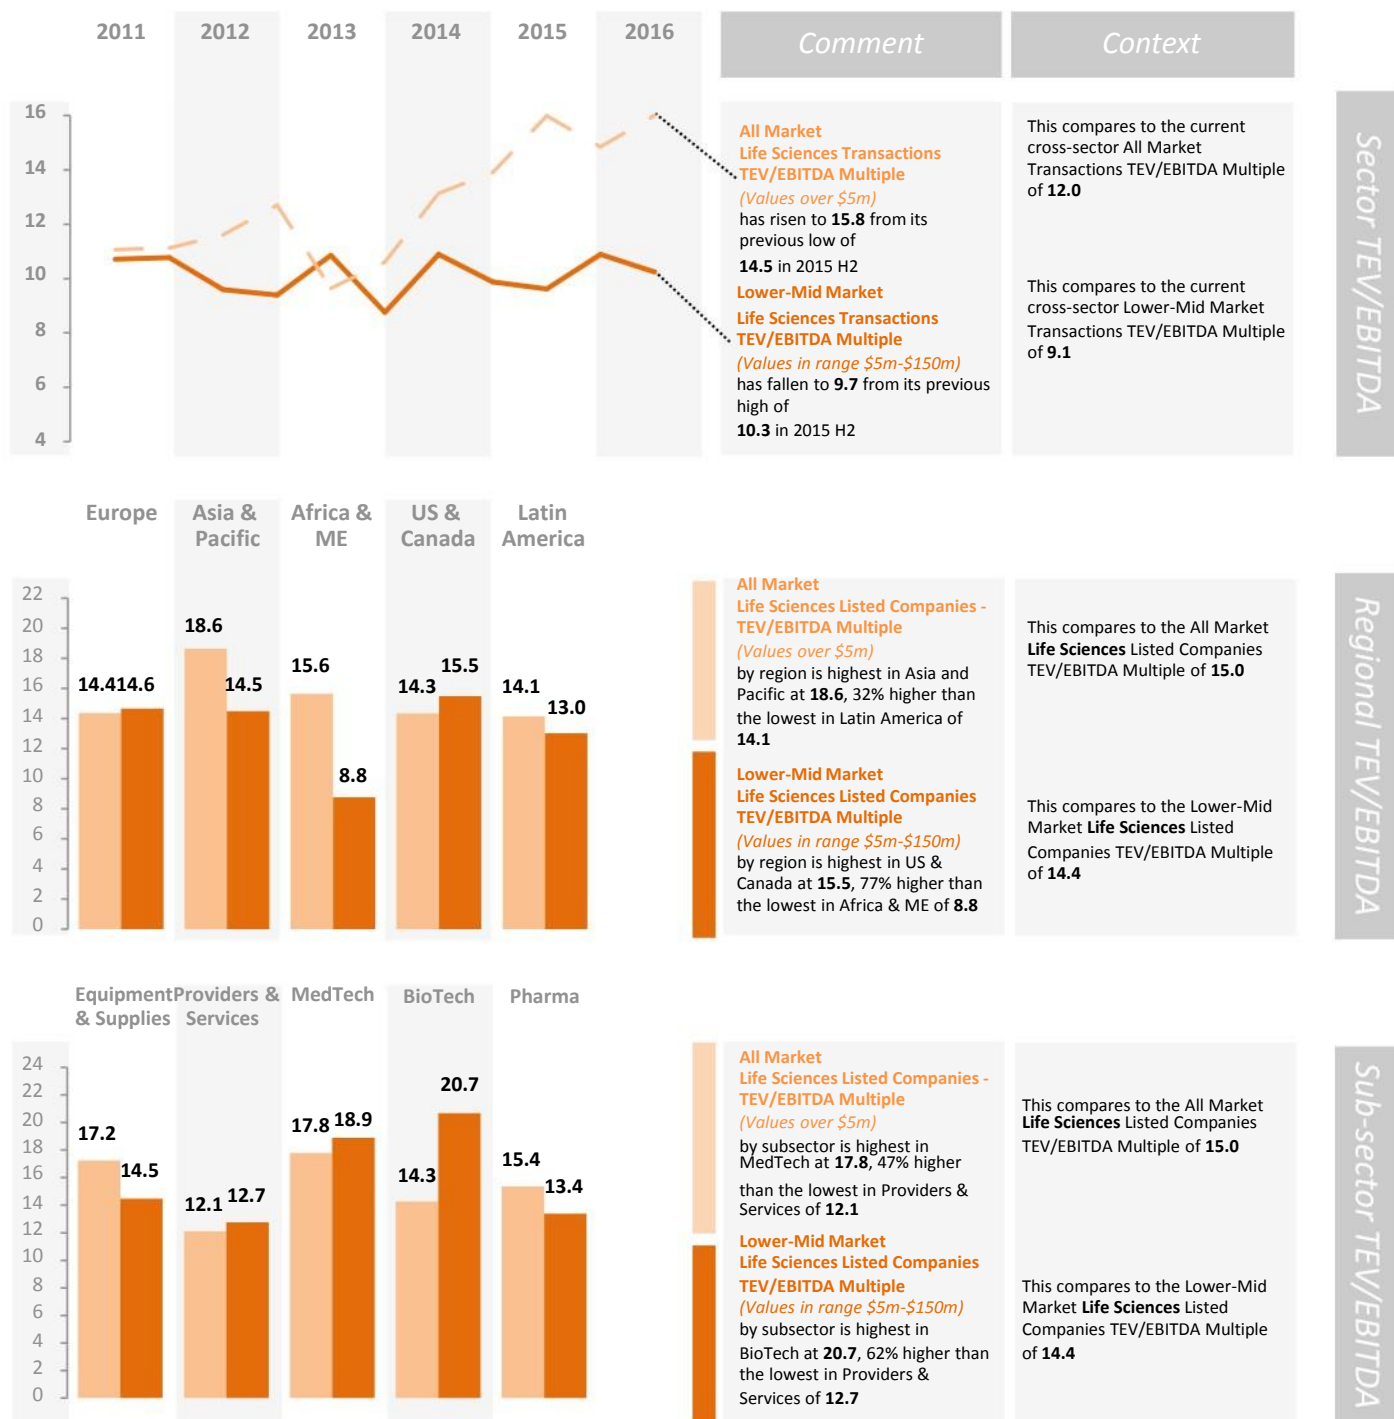 2011 2012 2013 2014 2015 2016
Comment Context
16
14
12
10
8
6
4
All Market
Life Sciences Transactions
TEV/EBITDA Multiple
(Values over $5m)
has risen to 15.8 from its
previous low of
14.5 in 2015 H2
Lower-Mid Market
Life Sciences Transactions
TEV/EBITDA Multiple
(Values in range $5m-$150m)
has fallen to 9.7 from its previous
high of
10.3 in 2015 H2
This compares to the current
cross-sector All Market
Transactions TEV/EBITDA Multiple
of 12.0
This compares to the current
cross-sector Lower-Mid Market
Transactions TEV/EBITDA Multiple
of 9.1
Sector TEV/EBITDA
Europe Asia & Africa & US & Latin
Pacific ME Canada America
22
20
18
16
14
12
10
8
6
4
2
0
14.4 14.6
18.6
14.5
15.6
8.8
14.3
15.5
14.1
13.0
All Market
Life Sciences Listed Companies -
TEV/EBITDA Multiple
(Values over $5m)
by region is highest in Asia and
Pacific at 18.6, 32% higher than
the lowest in Latin America of
14.1
Lower-Mid Market
Life Sciences Listed Companies
TEV/EBITDA Multiple
(Values in range $5m-$150m)
by region is highest in US &
Canada at 15.5, 77% higher than
the lowest in Africa & ME of 8.8
This compares to the All Market
Life Sciences Listed Companies
TEV/EBITDA Multiple of 15.0
This compares to the Lower-Mid
Market Life Sciences Listed
Companies TEV/EBITDA Multiple
of 14.4
Regional TEV/EBITDA
Equipment Providers & MedTech BioTech Pharma
& Supplies Services
24
22
20
18
16
14
12
10
8
6
4
2
0
17.2
14.5
12.1
12.7
17.8
18.9
14.3
20.7
15.4
13.4
All Market
Life Sciences Listed Companies -
TEV/EBITDA Multiple
(Values over $5m)
by subsector is highest in
MedTech at 17.8, 47% higher
than the lowest in Providers &
Services of 12.1
Lower-Mid Market
Life Sciences Listed Companies
TEV/EBITDA Multiple
(Values in range $5m-$150m)
by subsector is highest in
BioTech at 20.7, 62% higher than
the lowest in Providers &
Services of 12.7
This compares to the All Market
Life Sciences Listed Companies
TEV/EBITDA Multiple of 15.0
This compares to the Lower-Mid
Market Life Sciences Listed
Companies TEV/EBITDA Multiple
of 14.4
Sub-sector TEV/EBITDA